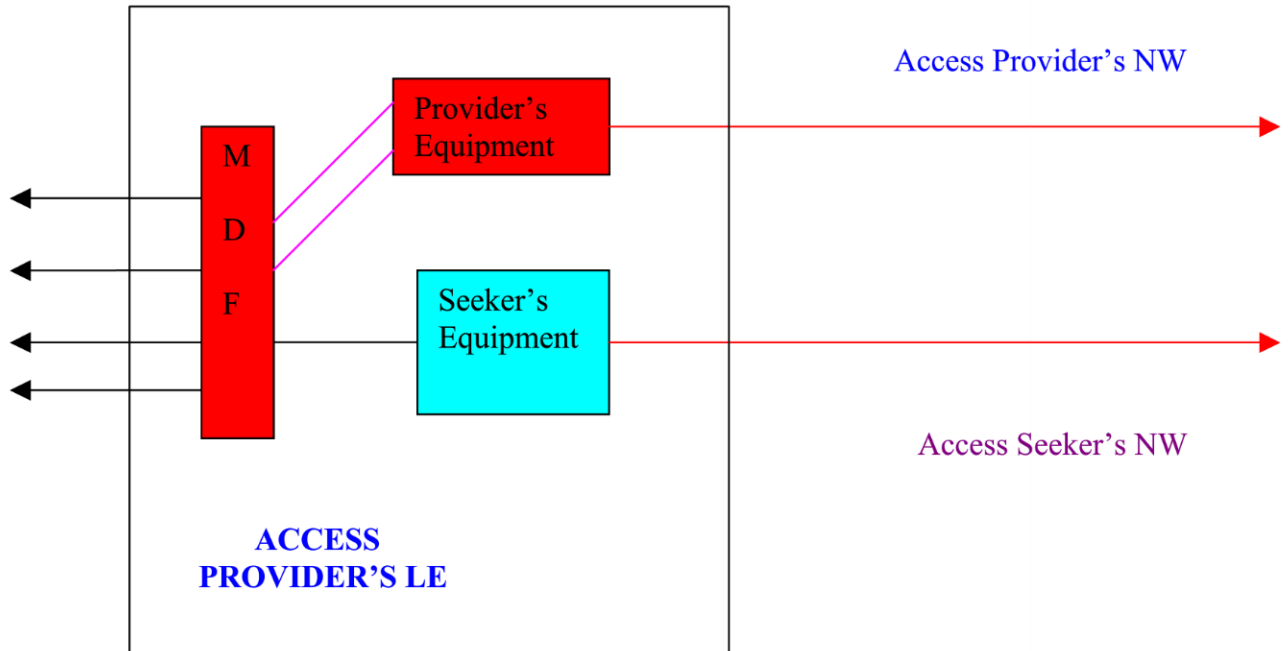 Access Provider’s NW
Provider’s
Equipment
M
D
F
Seeker’s
Equipment
Access Seeker’s NW
ACCESS
PROVIDER’S LE